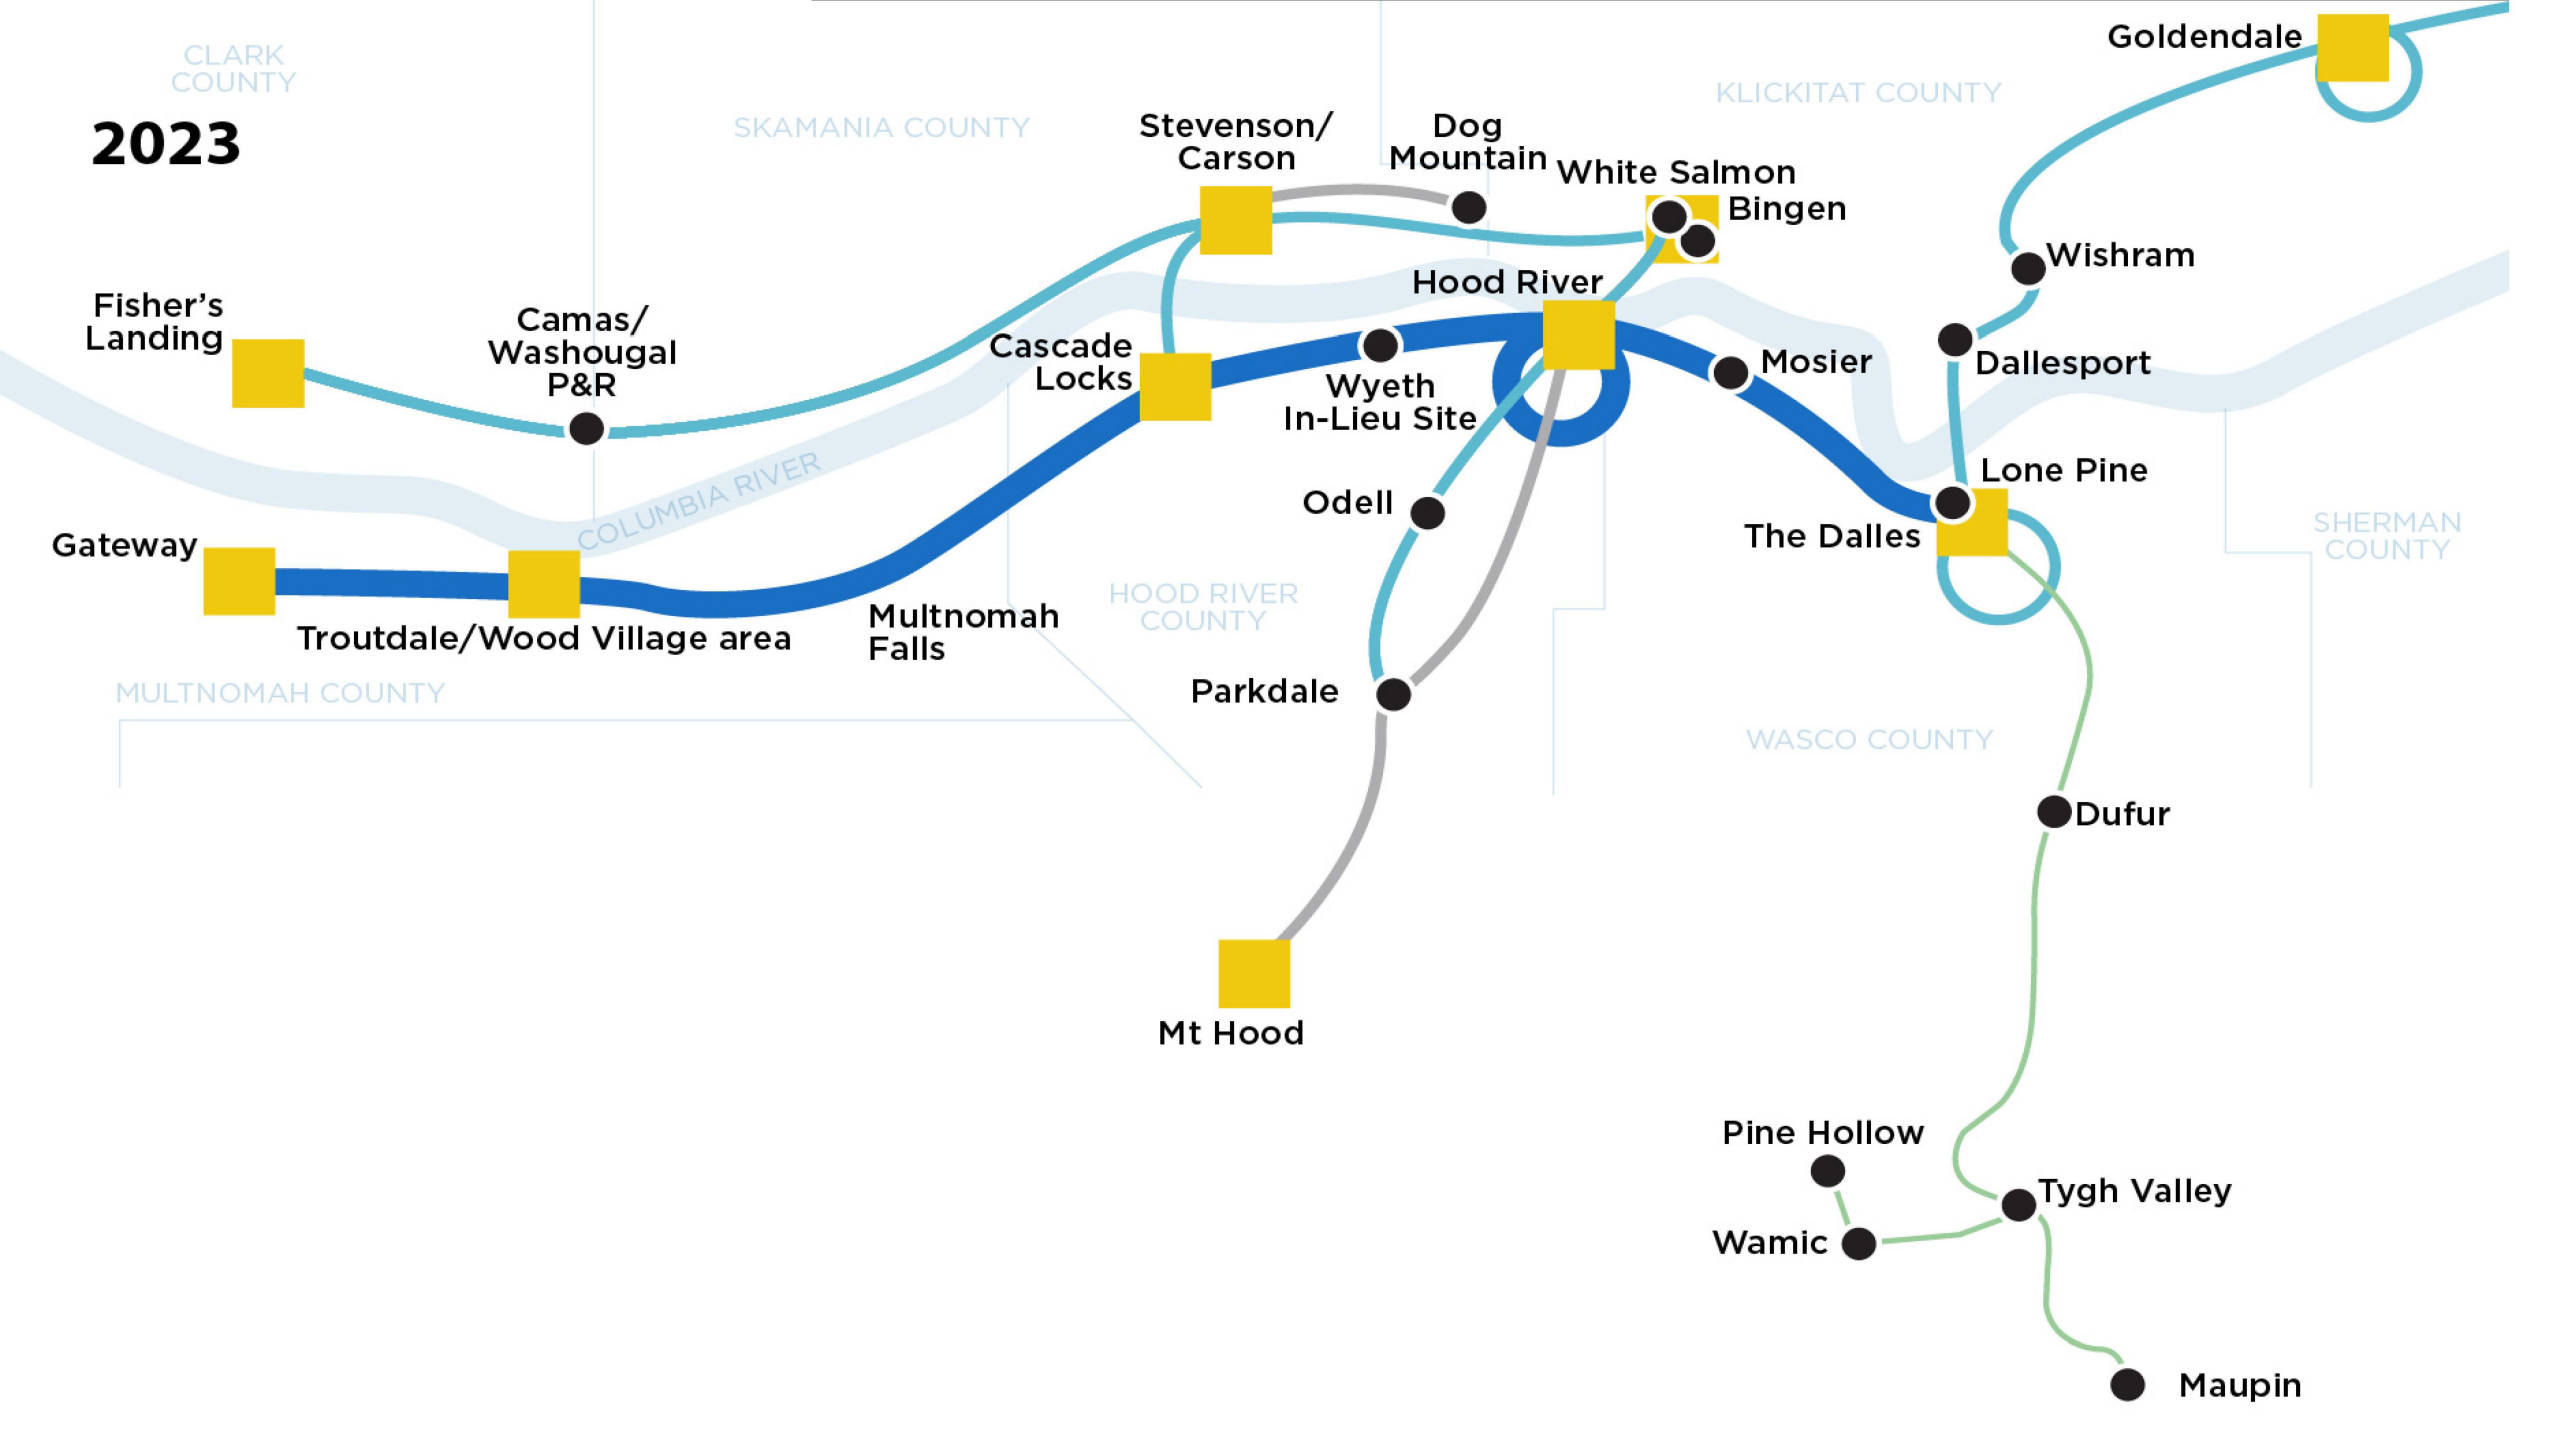 CLARK
COUNTY
2023
SKAMANIA COUNTY
KLICKITAT COUNTY
Goldendale
Stevenson/
Carson
Dog
Mountain
White Salmon
Bingen
Wishram
Hood River
Fisher's
Landing
Camas/
Washougal
P&R
Cascade
Locks
Wyeth
In-Lieu Site
Mosier
Dallesport
COLUMBIA RIVER
Lone Pine
The Dalles
SHERMAN
COUNTY
Odell
Gateway
Troutdale/Wood Village area
Multnomah
Falls
HOOD RIVER
COUNTY
MULTNOMAH COUNTY
Parkdale
WASCO COUNTY
Dufur
Mt Hood
Pine Hollow
Tygh Valley
Wamic
Maupin